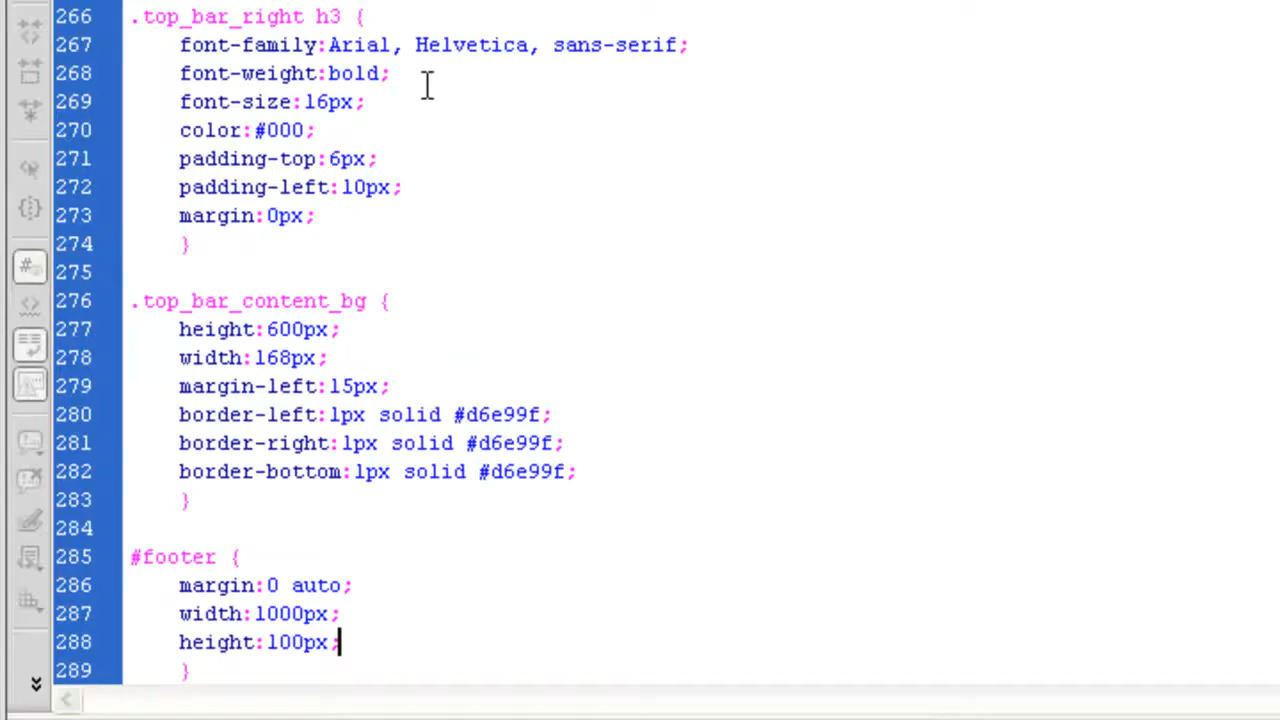 266 .top_bar_right h3 {
267 font-family:Arial, Helvetica, sans-serif;
268 font-weight:bold;
269 font-size:16px;
270 color:#000;
271 padding-top:6px;
272 padding-left:10px;
273 margin:0px;
274 }
275
276 .top_bar_content_bg {
277 height:600px;
278 width:168px;
279 margin-left:15px;
280 border-left:1px solid #d6e99f;
281 border-right:1px solid #d6e99f;
282 border-bottom:1px solid #d6e99f;
283 }
284
285 #footer {
286 margin:0 auto;
287 width:1000px;
288 height:100px;
289 }